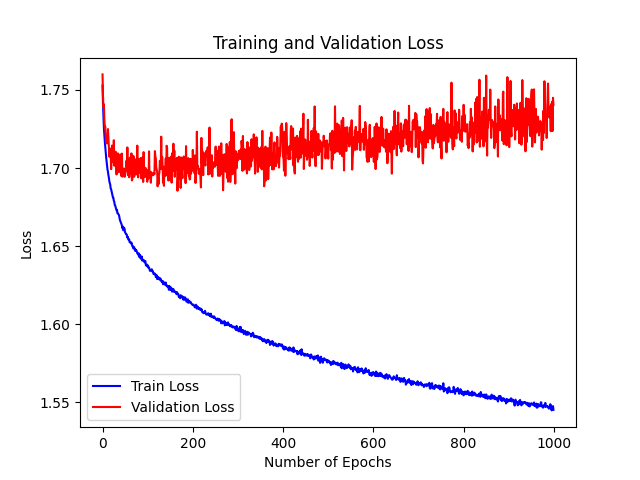 Training and Validation Loss
1.75
1.70
1.65
1.60
1.55
Loss
Train Loss
Validation Loss
0
200
400
600
800
1000
Number of Epochs